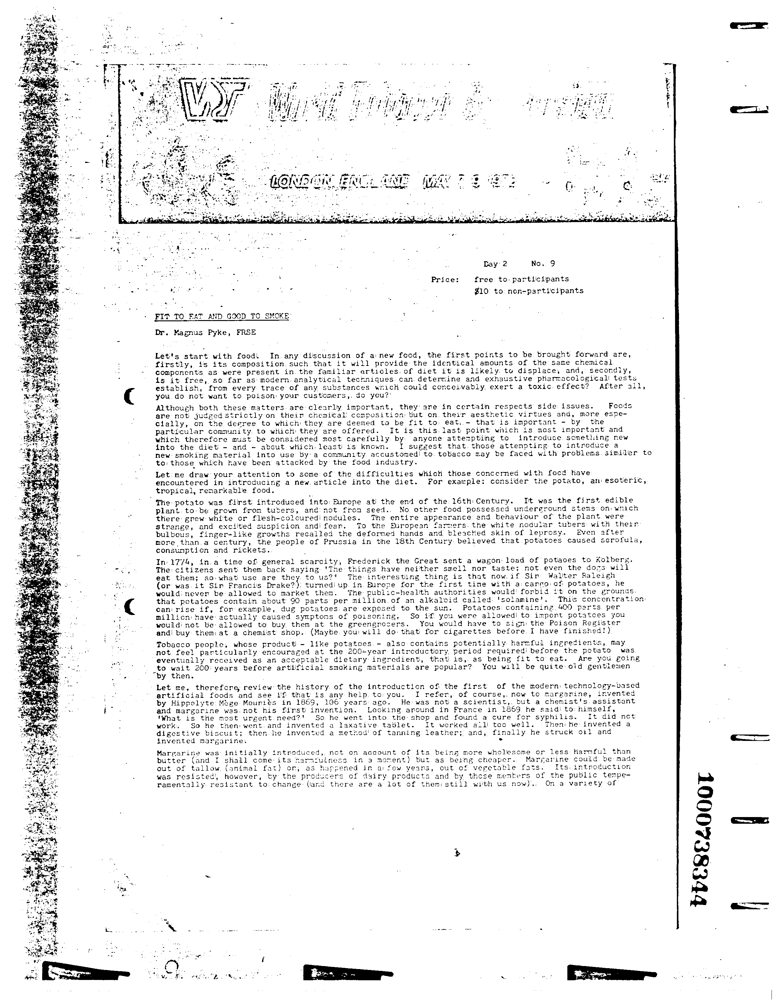 LONDON ENGLAND MAY
Day 2 No. 9
Price: free to participants
$10 to non-participants
FIT TO EAT AND GOOD TO SMOKE
Dr. Magnus Pyke, FRSE
Let's start with food. In any discussion of a new food, the first points to be brought forward are,
firstly, is its composition such that it will provide the identical amounts of the same chemical
components as were present in the familiar articles of diet it is likely to displace, and, secondly,
is it free, so far as modern analytical techniques can determine and exhaustive pharmacological tests
establish, from every trace of any substances which could conceivably exert a toxic effect? After all,
you do not want to poison your customers, do you?
Although both these matters are clearly important, they are in certain respects side issues. Foods
are not judged strictly on their chemical composition but on their aesthetic virtues and, more espe-
cially, on the degree to which they are deemed to be fit to eat. - that is important - by the
particular community to which they are offered. It is this last point which is most important and
which therefore must be considered most carefully by anyone attempting to introduce something new
into the diet - and - about which least is known. I suggest that those attempting to introduce a
new smoking material into use by a community accustomed to tobacco may be faced with problems similar to
to those which have been attacked by the food industry.
Let me draw your attention to some of the difficulties which those concerned with food have
encountered in introducing a new article into the diet. For example: consider the potato, an esoteric,
tropical, remarkable food.
The potato was first introduced into Europe at the end of the 16th Century. It was the first edible
plant to be grown from tubers, and not from seed. No other food possessed underground stems on which
there grew white or flesh-coloured nodules. The entire appearance and behaviour of the plant were
strange, and excited suspicion and fear. To the European farmers the white nodular tubers with their
bulbous, finger-like growths recalled the deformed hands and bleached skin of leprosy. Even after
more than a century, the people of Prussia in the 18th Century believed that potatoes caused scrofula,
consumption and rickets.
In 1774, in a time of general scarcity, Frederick the Great sent a wagon load of potaoes to Kolberg.
The citizens sent them back saying 'The things have neither smell nor taste; not even the dogs will
eat them; so what use are they to us?' The interesting thing is that now if Sir Walter Raleigh
(or was it Sir Francis Drake?) turned up in Europe for the first time with a cargo of potatoes, he
would never be allowed to market them. The public-health authorities would forbid it on the grounds
that potatoes contain about 90 parts per million of an alkaloid called 'solamine'. This concentration
can rise if, for example, dug potatoes are exposed to the sun. Potatoes containing 400 parts per
million have actually caused symptoms of poisoning. So if you were allowed to import potatoes you
would not be allowed to buy them at the greengrocers. You would have to sign the Poison Register
and buy them at a chemist shop. (Maybe you will do that for cigarettes before I have finished!)
Tobacco people, whose product - like potatoes - also contains potentially harmful ingredients, may
not feel particularly encouraged at the 200-year introductory period required before the potato was
eventually received as an acceptable dietary ingredient, that is, as being fit to eat. Are you going
to wait 200 years before artificial smoking materials are popular? You will be quite old gentlemen
by then.
Let me, therefore, review the history of the introduction of the first of the modern technology-based
artificial foods and see if that is any help to you. I refer, of course, now to margarine, invented
by Hippolyte Mège Mouriès in 1869, 106 years ago. He was not a scientist, but a chemist's assistant
and margarine was not his first invention. Looking around in France in 1869 he said to himself,
'What is the most urgent need?' So he went into the shop and found a cure for syphilis. It did not
work. So he then went and invented a laxative tablet. It worked all too well. Then he invented a
digestive biscuit; then he invented a method of tanning leather; and, finally he struck oil and
invented margarine.
Margarine was initially introduced, not on account of its being more wholesome or less harmful than
butter (and I shall come its harmfulness in a moment) but as being cheaper. Margarine could be made
out of tallow (animal fat) or, as happened in a few years, out of vegetable fats. Its introduction
was resisted, however, by the producers of dairy products and by those members of the public tempe-
ramentally resistant to change (and there are a lot of them still with us now). On a variety of
1000738344